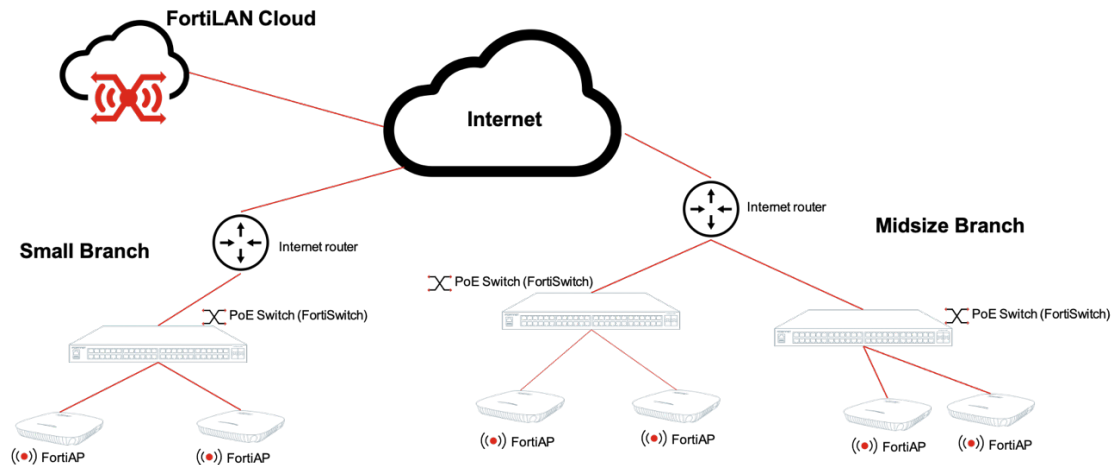 FortiLAN Cloud
Internet
Internet router
Midsize Branch
Small Branch
Internet router
PoE Switch (FortiSwitch)
PoE Switch (FortiSwitch)
PoE Switch (FortiSwitch)
FortiAP
FortiAP
FortiAP
FortiAP
FortiAP
FortiAP